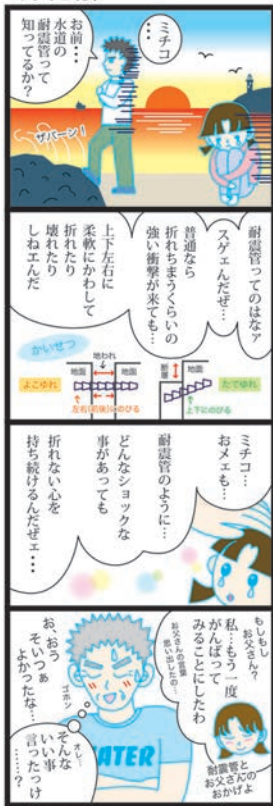 ミチコ
・・・
お前・・・
水道の
耐震管って
知ってるか?
ザバーン!
耐震管ってのはなァ
スゲェんだぜ…
普通なら
折れちまうくらいの
強い衝撃が来ても…
上下左右に
柔軟にかわして
折れたり
壊れたり
しねエんだ
かいせつ
よこゆれ
地面
地われ
地面
左右(前後)にのびる
断層
地面
たてゆれ
上下にのびる
ミチコ…
おメェも…
耐震管のように…
どんなショックな
事があっても
折れない心を
持ち続けるんだぜェ・・・
もしもし
お父さん?
私…もう一度
がんばって
みることにしたわ
お父さんの言葉
思い出したの…
耐震管と
お父さんの
おかげよ
お、おう
そいつぁ
よかったな…
ゴホン
オレ…
そんな
いい事
言ったっけ
……?
ATER